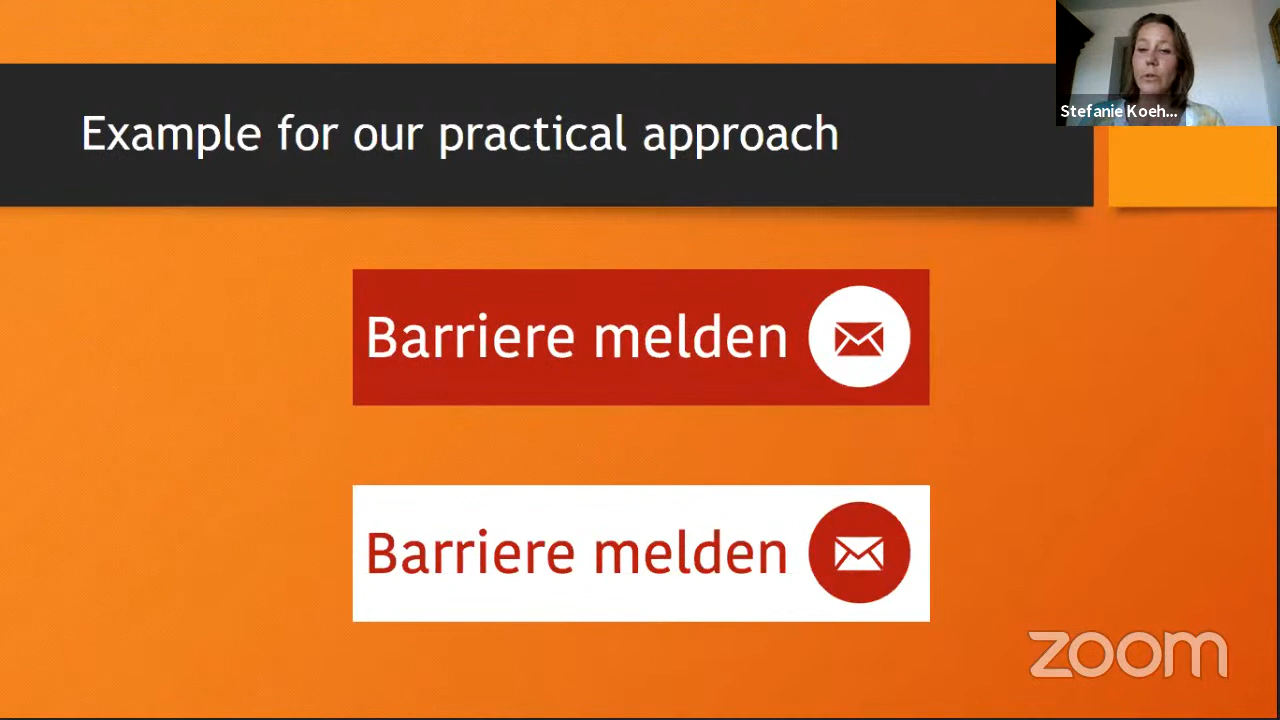 Example for our practical approach
Stefanie Koeh...
Barriere melden
Barriere melden
zoom